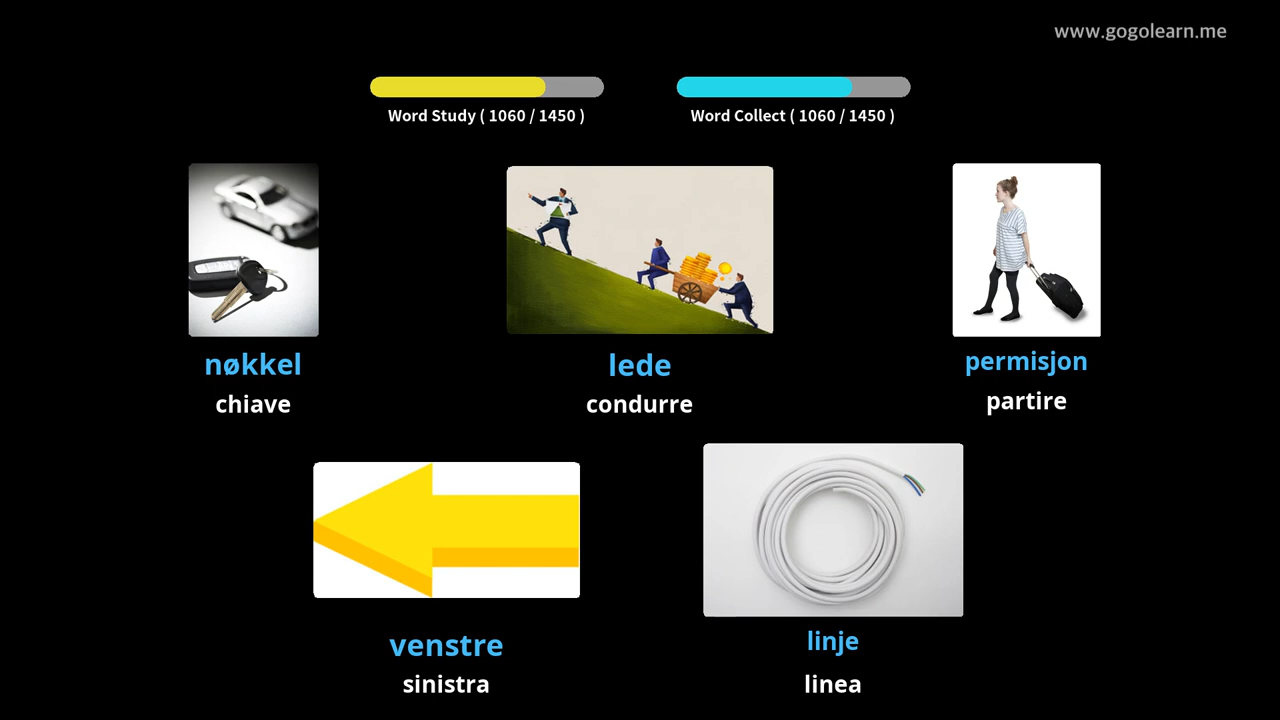 www.gogolearn.me
Word Study ( 1060 / 1450 )
Word Collect ( 1060 / 1450 )
nøkkel
chiave
lede
condurre
permisjon
partire
venstre
sinistra
linje
linea